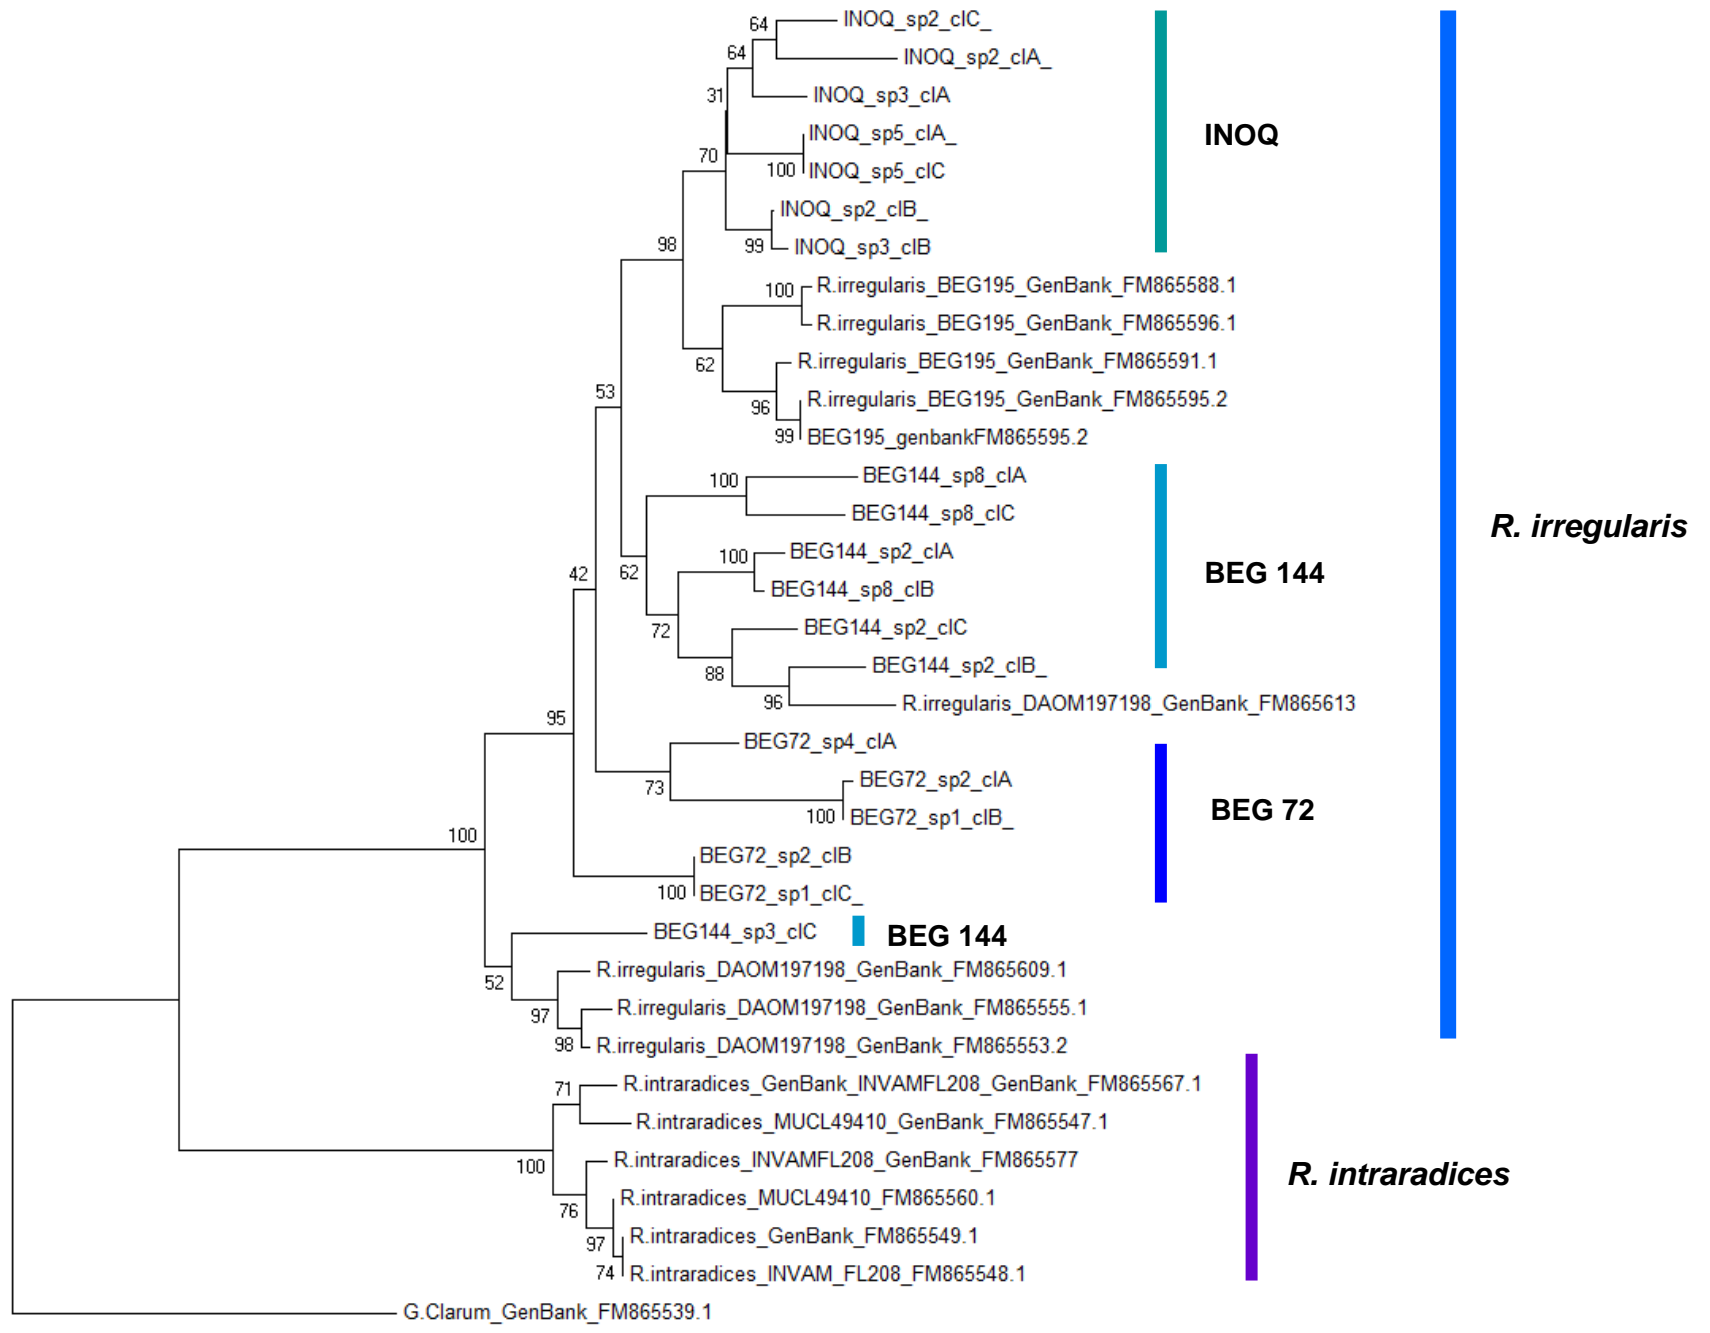 64
INOQ_sp2_clC_
64
INOQ_sp2_clA_
31
INOQ_sp3_clA
INOQ_sp5_clA_
INOQ
70
100
INOQ_sp5_clC
INOQ_sp2_clB_
98
99
INOQ_sp3_clB
100
R.irregularis_BEG195_GenBank_FM865588.1
R.irregularis_BEG195_GenBank_FM865596.1
62
R.irregularis_BEG195_GenBank_FM865591.1
53
96
R.irregularis_BEG195_GenBank_FM865595.2
99
BEG195_genbankFM865595.2
100
BEG144_sp8_clA
BEG144_sp8_clC
R. irregularis
100
BEG144_sp2_clA
42
62
BEG 144
BEG144_sp8_clB
72
BEG144_sp2_clC
88
BEG144_sp2_clB_
96
R.irregularis_DAOM197198_GenBank_FM865613
95
BEG72_sp4_clA
73
BEG72_sp2_clA
BEG 72
100
BEG72_sp1_clB_
100
BEG72_sp2_clB
100
BEG72_sp1_clC_
BEG144_sp3_clC
BEG 144
52
R.irregularis_DAOM197198_GenBank_FM865609.1
97
R.irregularis_DAOM197198_GenBank_FM865555.1
98
R.irregularis_DAOM197198_GenBank_FM865553.2
71
R.intraradices_GenBank_INVAMFL208_GenBank_FM865567.1
R.intraradices_MUCL49410_GenBank_FM865547.1
100
R.intraradices_INVAMFL208_GenBank_FM865577
R. intraradices
76
R.intraradices_MUCL49410_FM865560.1
97
R.intraradices_GenBank_FM865549.1
74
R.intraradices_INVAM_FL208_FM865548.1
G.Clarum_GenBank_FM865539.1